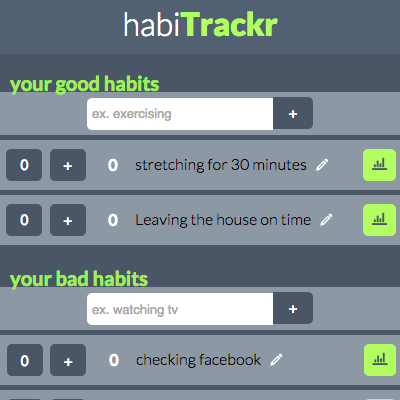 habiTrackr
your good habits
ex. exercising +
0 + 0 stretching for 30 minutes
0 + 0 Leaving the house on time
your bad habits
ex. watching tv +
0 + 0 checking facebook